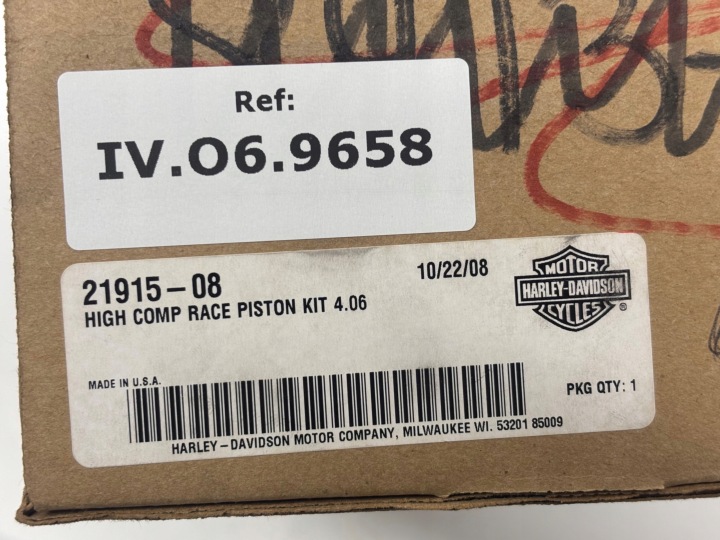 Ref:
IV.O6.9658
21915-08
10/22/08
HIGH COMP RACE PISTON KIT 4.06
MOTOR
HARLEY-DAVIDSON
CYCLES
®
MADE IN U.S.A.
PKG QTY: 1
HARLEY-DAVIDSON MOTOR COMPANY, MILWAUKEE WI. 53201 85009